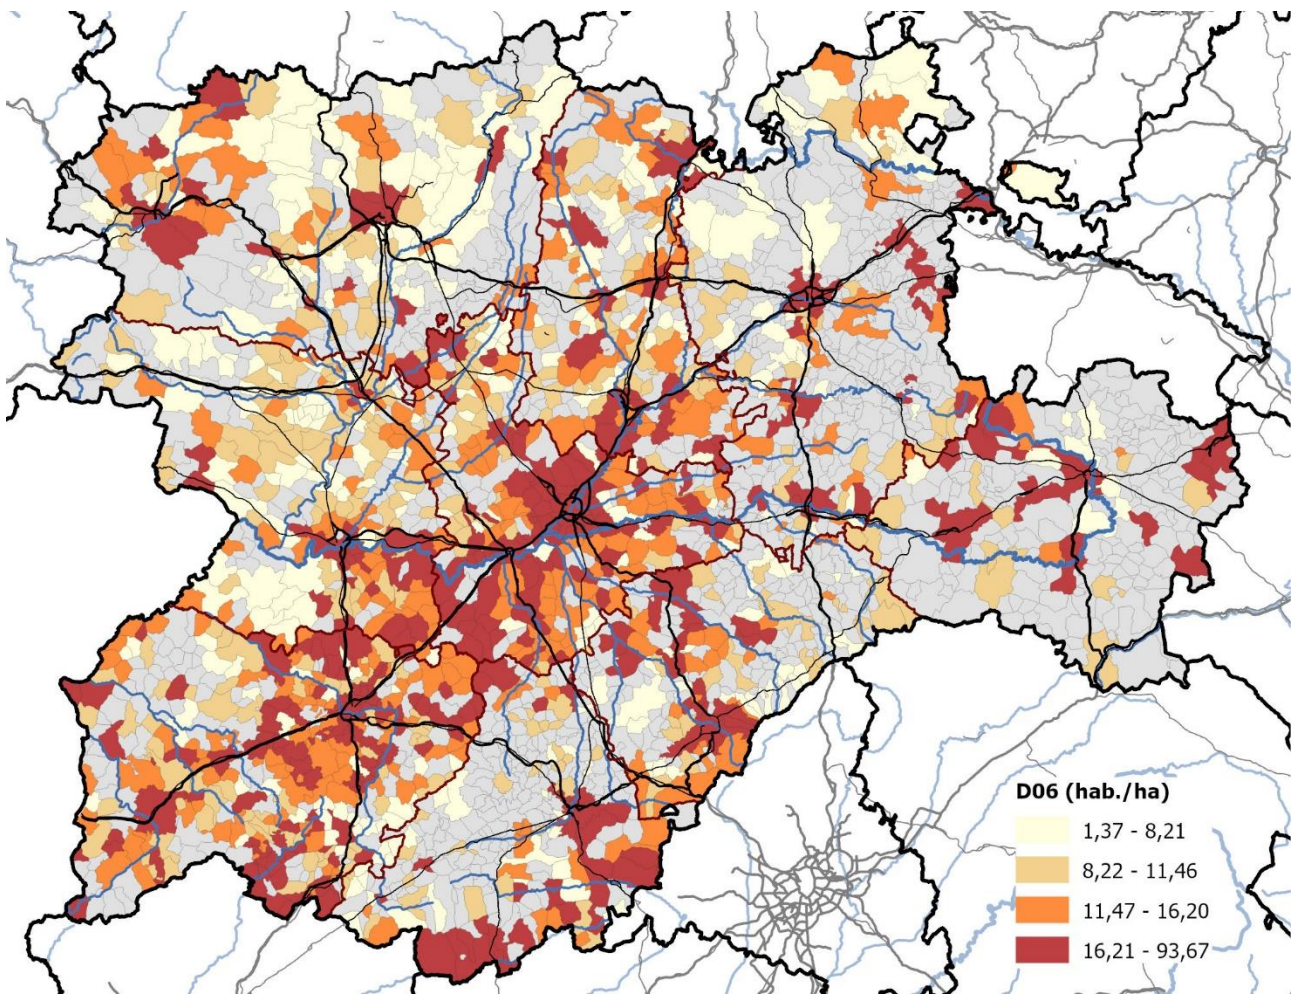 D06 (hab./ha)
1,37 - 8,21
8,22 - 11,46
11,47 - 16,20
16,21 - 93,67